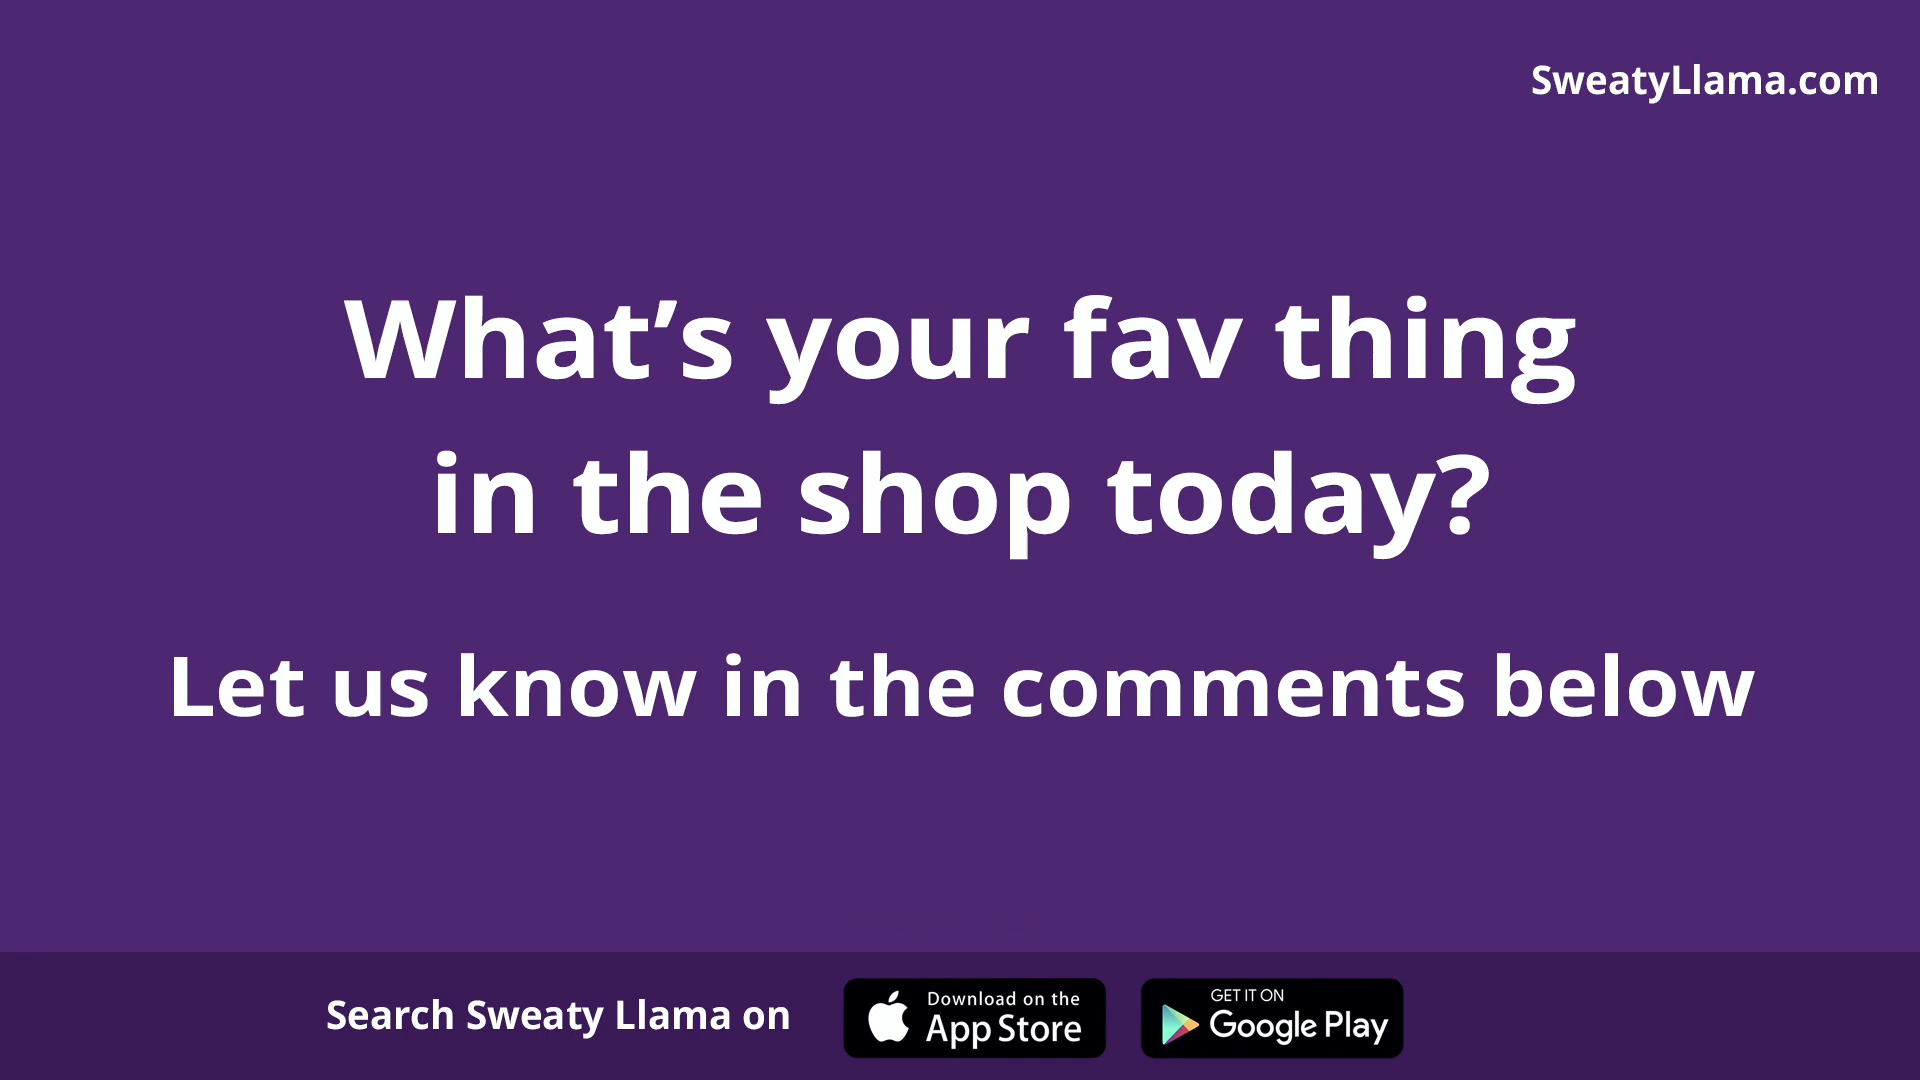 SweatyLlama.com
What’s your fav thing
in the shop today?
Let us know in the comments below
Search Sweaty Llama on
Download on the
App Store
GET IT ON
Google Play